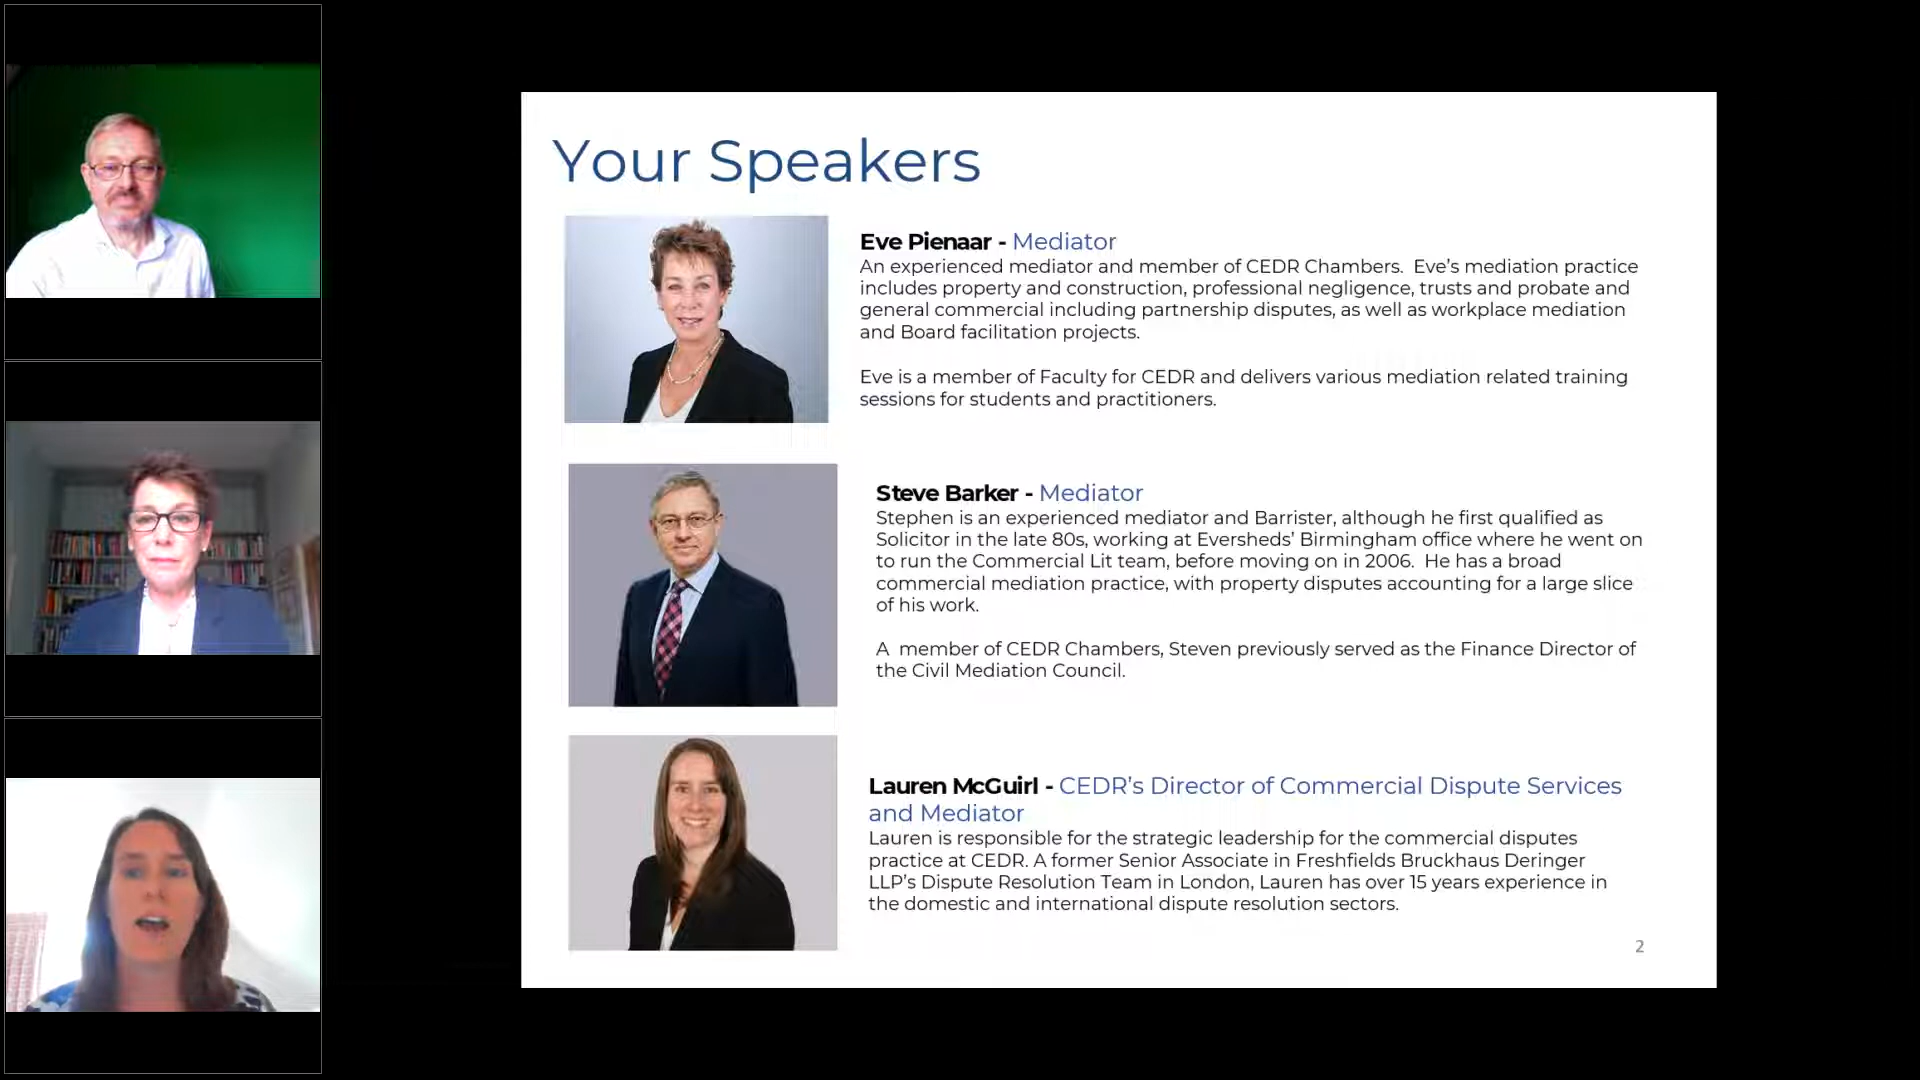 Your Speakers
Eve Pienaar - Mediator
An experienced mediator and member of CEDR Chambers.  Eve’s mediation practice
includes property and construction, professional negligence, trusts and probate and
general commercial including partnership disputes, as well as workplace mediation
and Board facilitation projects.
Eve is a member of Faculty for CEDR and delivers various mediation related training
sessions for students and practitioners.
Steve Barker - Mediator
Stephen is an experienced mediator and Barrister, although he first qualified as
Solicitor in the late 80s, working at Eversheds’ Birmingham office where he went on
to run the Commercial Lit team, before moving on in 2006.  He has a broad
commercial mediation practice, with property disputes accounting for a large slice
of his work.
A  member of CEDR Chambers, Steven previously served as the Finance Director of
the Civil Mediation Council.
Lauren McGuirl - CEDR’s Director of Commercial Dispute Services
and Mediator
Lauren is responsible for the strategic leadership for the commercial disputes
practice at CEDR. A former Senior Associate in Freshfields Bruckhaus Deringer
LLP’s Dispute Resolution Team in London, Lauren has over 15 years experience in
the domestic and international dispute resolution sectors.
2